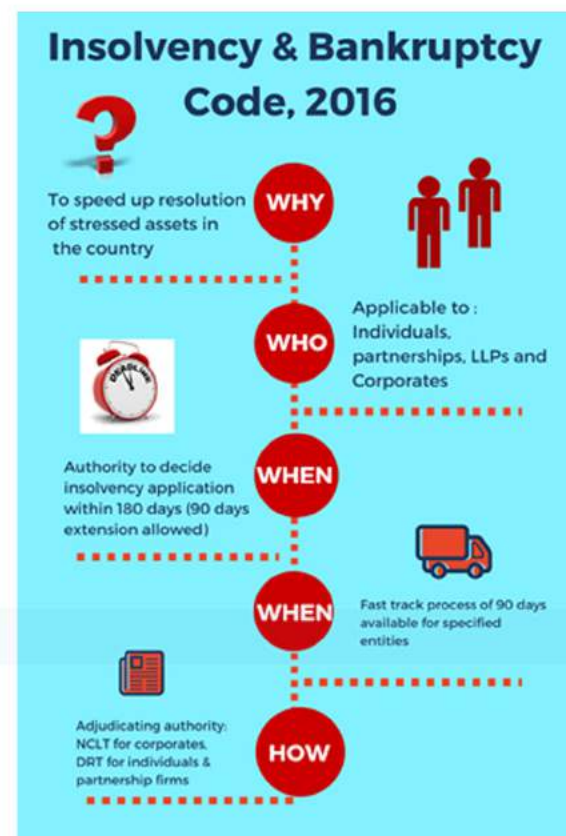 Insolvency & Bankruptcy
Code, 2016
WHY
To speed up resolution
of stressed assets in
the country
WHO
Applicable to :
Individuals,
partnerships, LLPs and
Corporates
DEADLINE
WHEN
Authority to decide
insolvency application
within 180 days (90 days
extension allowed)
WHEN
Fast track process of 90 days
available for specified
entities
HOW
Adjudicating authority:
NCLT for corporates,
DRT for individuals &
partnership firms